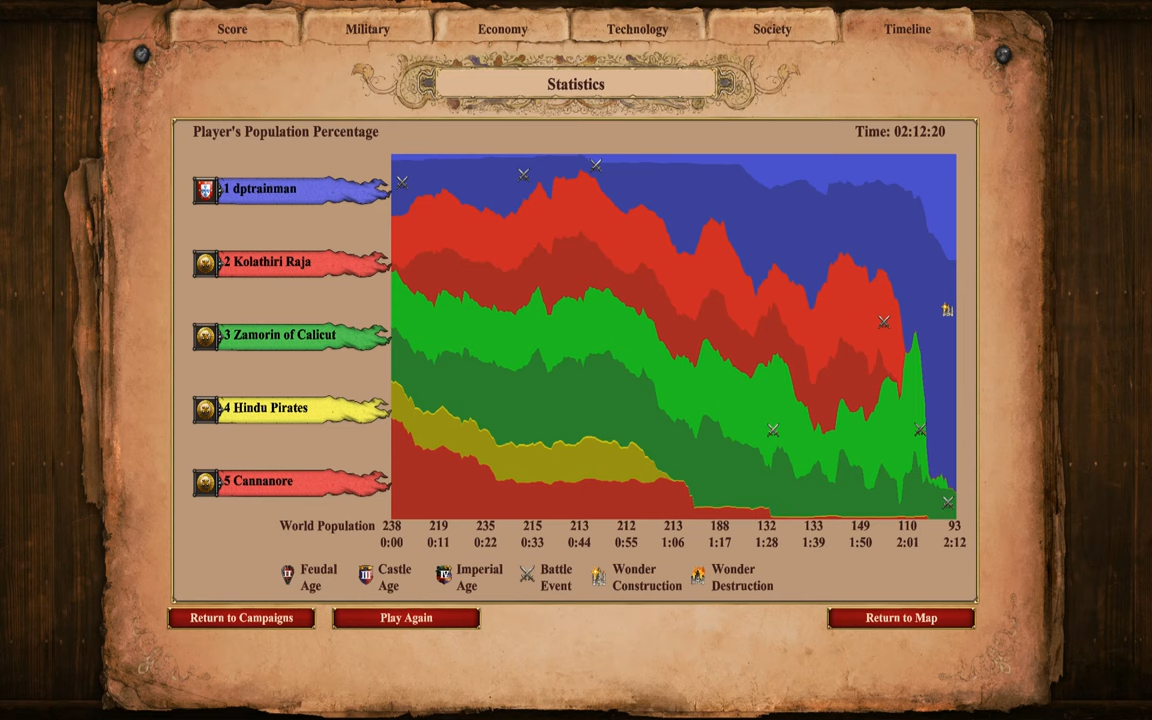 Score
Military
Economy
Technology
Society
Timeline
Statistics
Player's Population Percentage
Time: 02:12:20
1 dptrainman
2 Kolathiri Raja
3 Zamorin of Calicut
4 Hindu Pirates
5 Cannanore
World Population 238 219 235 215 213 212 213 188 132 133 149 110 93
0:00 0:11 0:22 0:33 0:44 0:55 1:06 1:17 1:28 1:39 1:50 2:01 2:12
II Feudal
Age
III Castle
Age
IV Imperial
Age
Battle
Event
Wonder
Construction
Wonder
Destruction
Return to Campaigns
Play Again
Return to Map